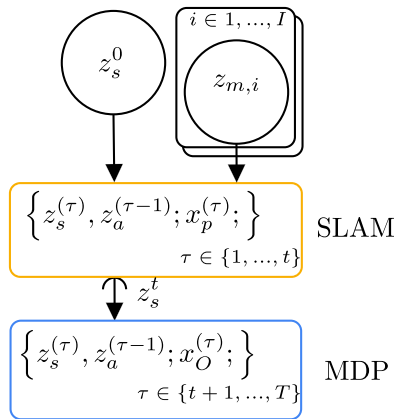 i ∈ 1, ..., I
z_s^0
z_{m,i}
{z_s^{(τ)}, z_a^{(τ−1)}; x_p^{(τ)};}
τ ∈ {1, ..., t}
SLAM
z_s^t
{z_s^{(τ)}, z_a^{(τ−1)}; x_O^{(τ)};}
τ ∈ {t + 1, ..., T}
MDP